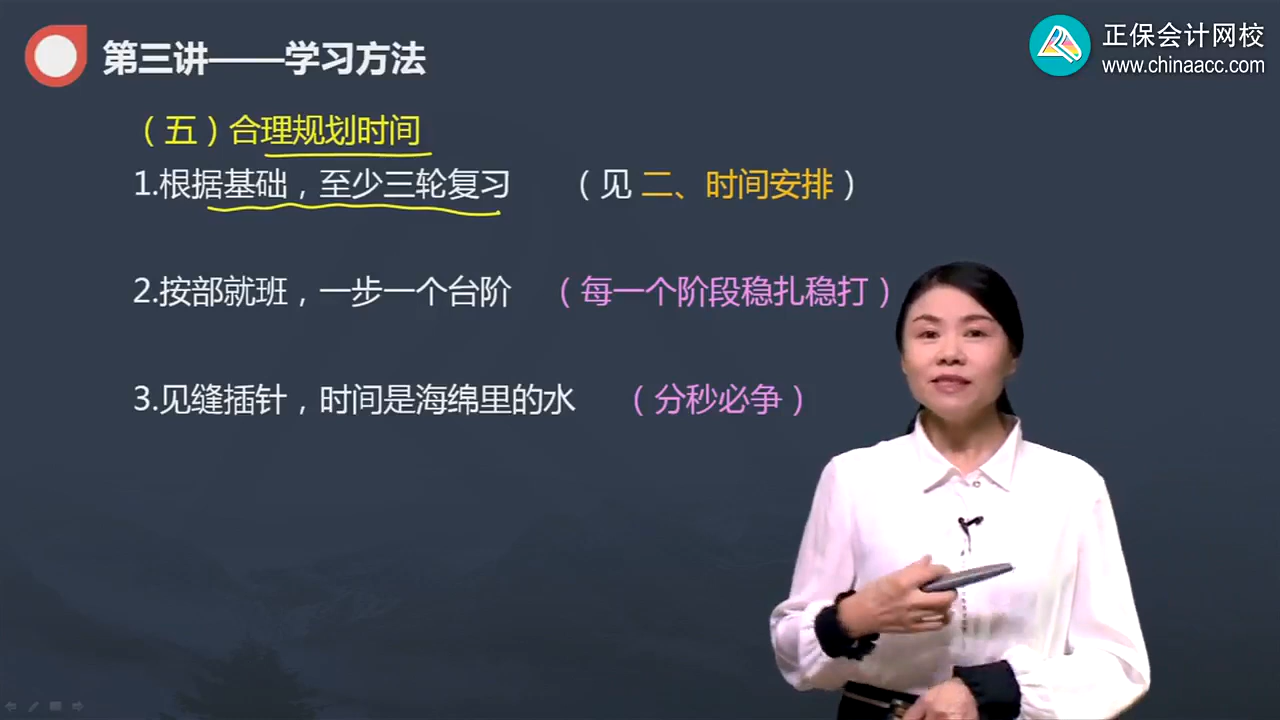 第三讲——学习方法
正保会计网校
www.chinaacc.com
（五）合理规划时间
1.根据基础，至少三轮复习 （见 二、时间安排）
2.按部就班，一步一个台阶 （每一个阶段稳扎稳打）
3.见缝插针，时间是海绵里的水 （分秒必争）